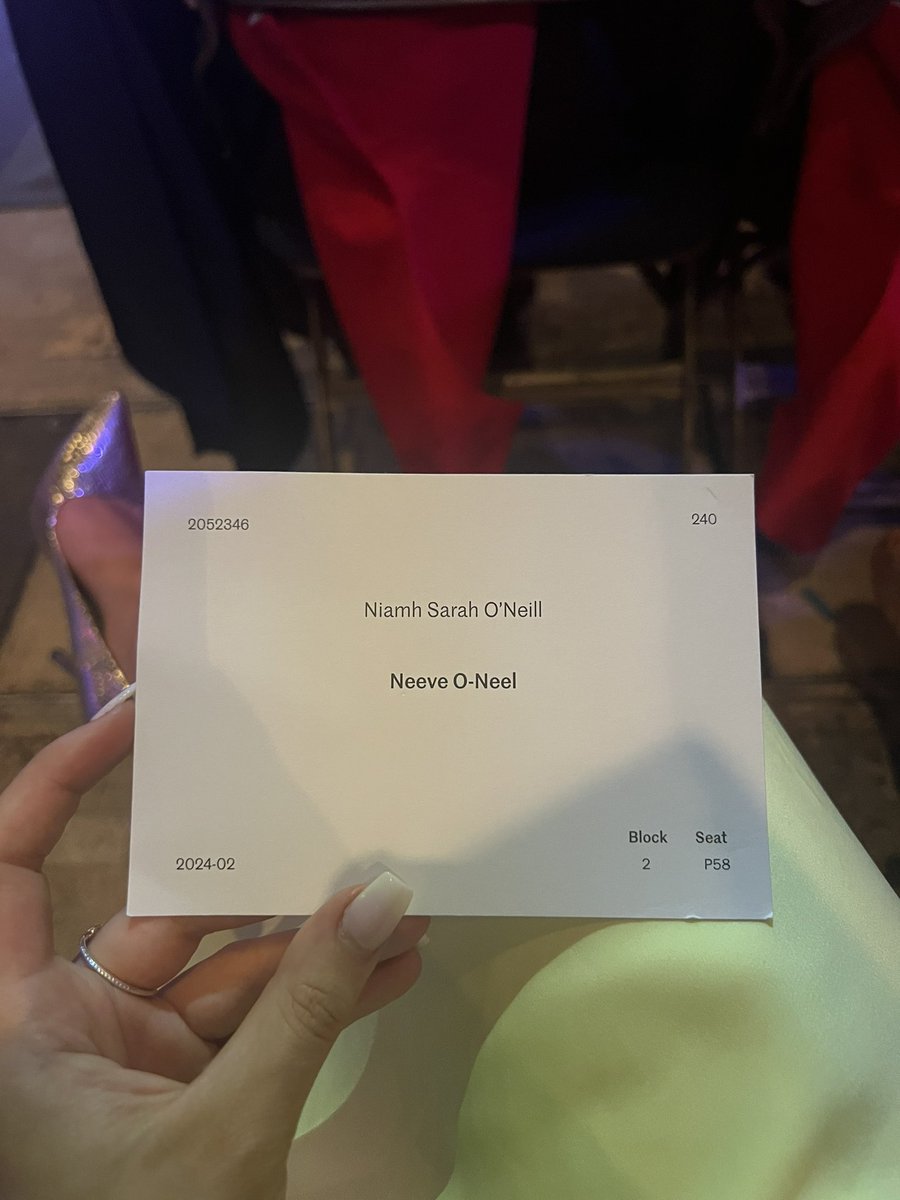 2052346 240
Niamh Sarah O'Neill
Neeve O-Neel
Block Seat
2024-02 2 P58